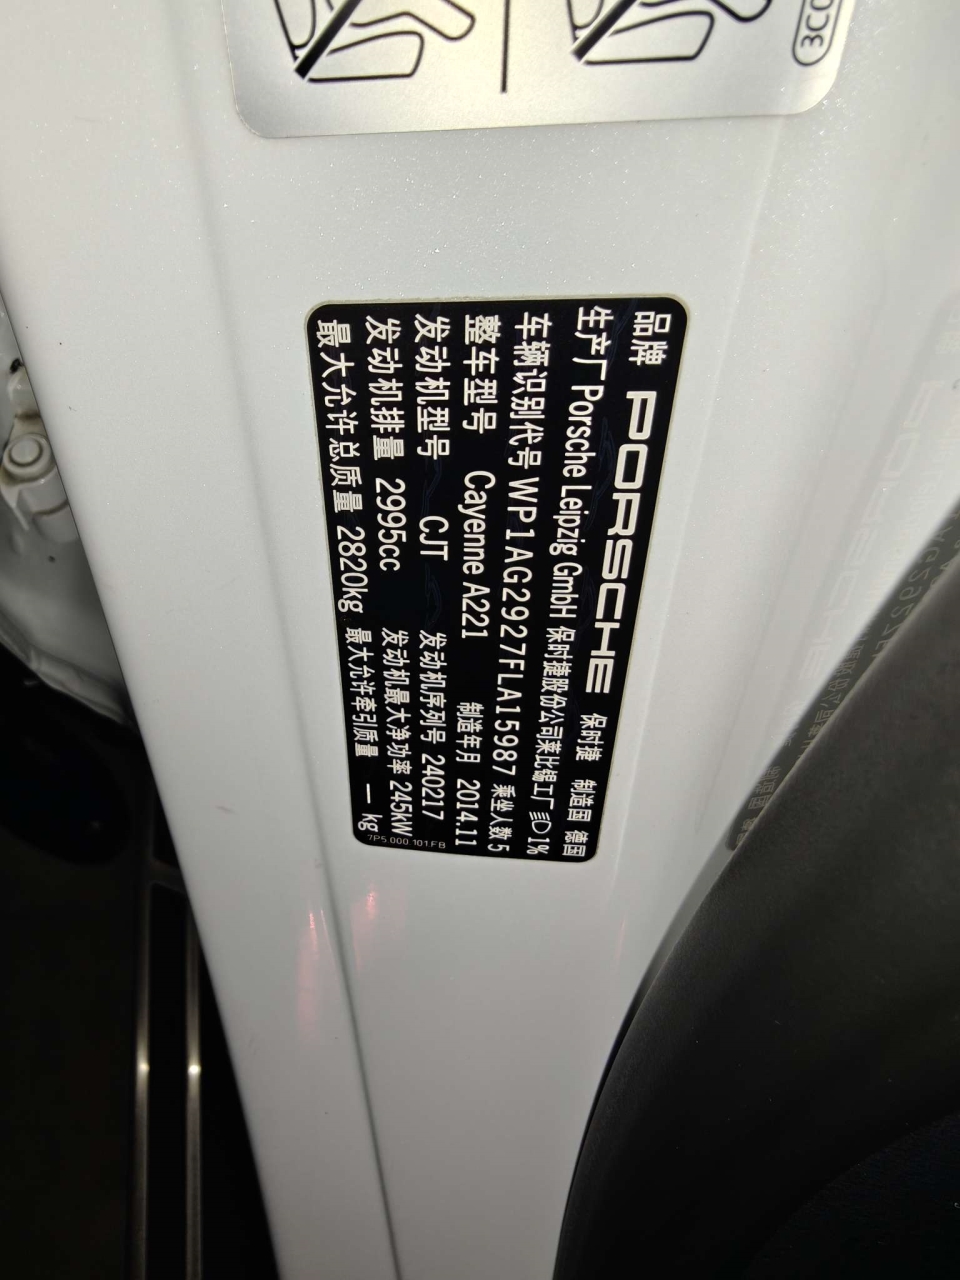 3CC
品牌 PORSCHE 保时捷 制造国 德国
生产厂 Porsche Leipzig GmbH 保时捷股份公司莱比锡工厂 1%
车辆识别代号 WP1AG2927FLA15987 乘坐人数 5
整车型号 Cayenne A221 制造年月 2014.11
发动机型号 CJT 发动机序列号 240217
发动机排量 2995cc 发动机最大净功率 245kW
最大允许总质量 2820kg 最大允许牵引质量 — kg
7P5.000.101.FB